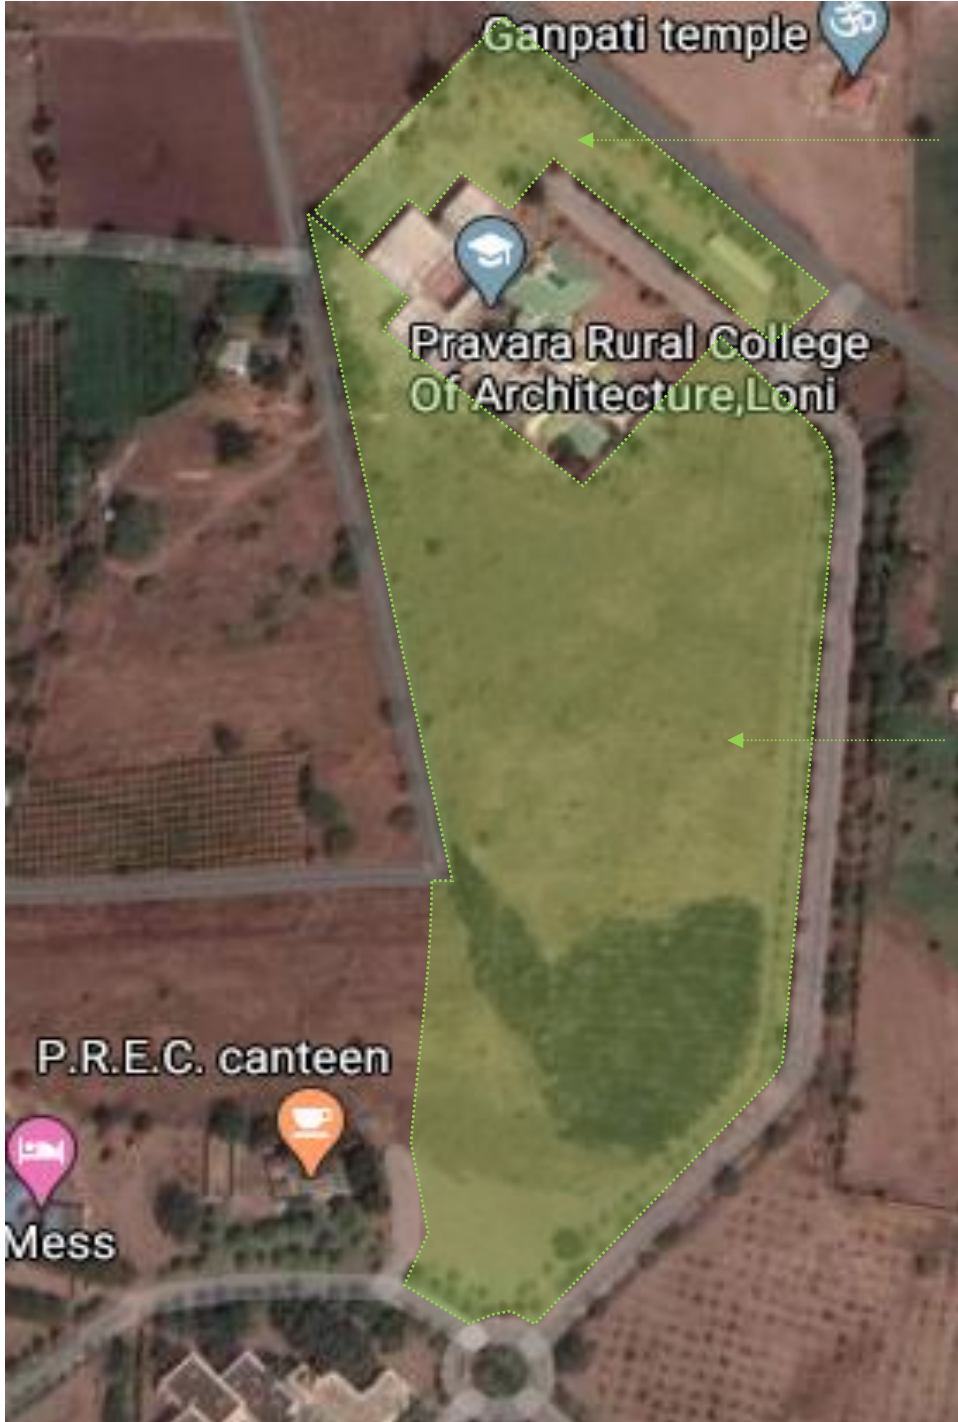 Ganpati temple
Pravara Rural College
Of Architecture,Loni
P.R.E.C. canteen
Mess